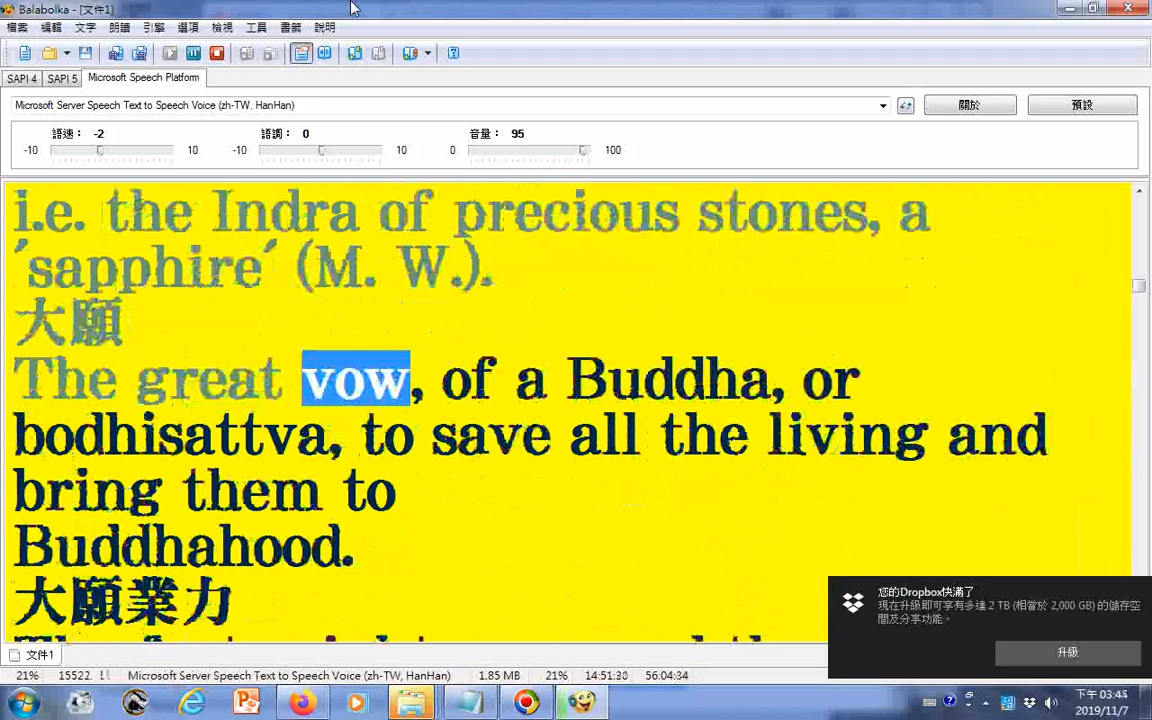 Balabolka - [文件1]
檔案 編輯 文字 朗讀 引擎 選項 檢視 工具 書籤 說明
SAPI 4 SAPI 5 Microsoft Speech Platform
Microsoft Server Speech Text to Speech Voice (zh-TW, HanHan) 關於 預設
語速： -2 語調： 0 音量： 95
-10 10 -10 10 0 100
i.e. the Indra of precious stones, a
'sapphire' (M. W.).
大願
The great vow, of a Buddha, or
bodhisattva, to save all the living and
bring them to
Buddhahood.
大願業力
您的Dropbox快滿了
現在升級即可享有多達 2 TB (相當於 2,000 GB) 的儲存空
間及分享功能。
升級
文件1
21% 15522. Microsoft Server Speech Text to Speech Voice (zh-TW, HanHan) 1.85 MB 21% 14:51:38 56:04:34
下午 03:44
2019/11/7